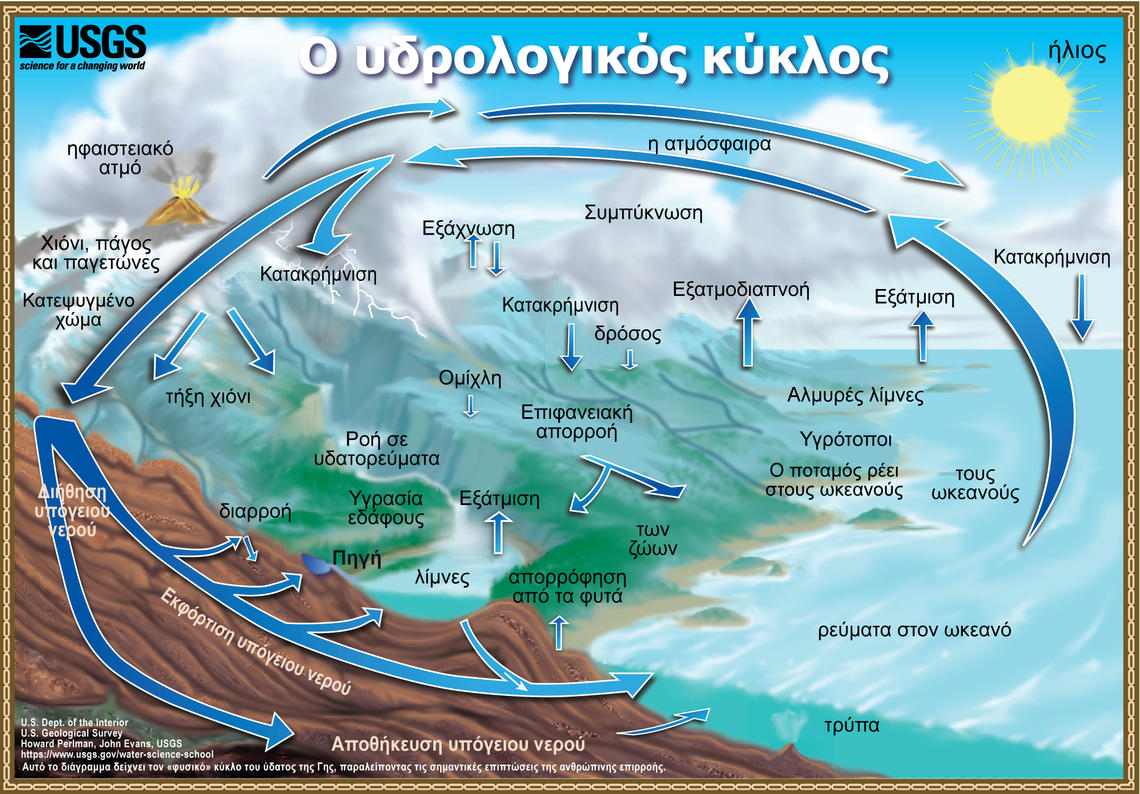 USGS
science for a changing world
Ο υδρολογικός κύκλος
ήλιος
ηφαιστειακό
ατμό
η ατμόσφαιρα
Συμπύκνωση
Εξάχνωση
Χιόνι, πάγος
και παγετώνες
Κατακρήμνιση
Κατακρήμνιση
Κατεψυγμένο
χώμα
Κατακρήμνιση
Εξατμοδιαπνοή
Εξάτμιση
δρόσος
τήξη χιόνι
Ομίχλη
Αλμυρές λίμνες
Επιφανειακή
απορροή
Ροή σε
υδατορεύματα
Υγρότοποι
Ο ποταμός ρέει
στους ωκεανούς
τους
ωκεανούς
Διήθηση
υπόγειου
νερού
διαρροή
Υγρασία
εδάφους
Εξάτμιση
των
ζώων
Πηγή
λίμνες
απορρόφηση
από τα φυτά
Εκφόρτιση υπόγειου νερού
ρεύματα στον ωκεανό
τρύπα
Αποθήκευση υπόγειου νερού
U.S. Dept. of the Interior
U.S. Geological Survey
Howard Perlman, John Evans, USGS
https://www.usgs.gov/water-science-school
Αυτό το διάγραμμα δείχνει τον «φυσικό» κύκλο του ύδατος της Γης, παραλείποντας τις σημαντικές επιπτώσεις της ανθρώπινης επιρροής.